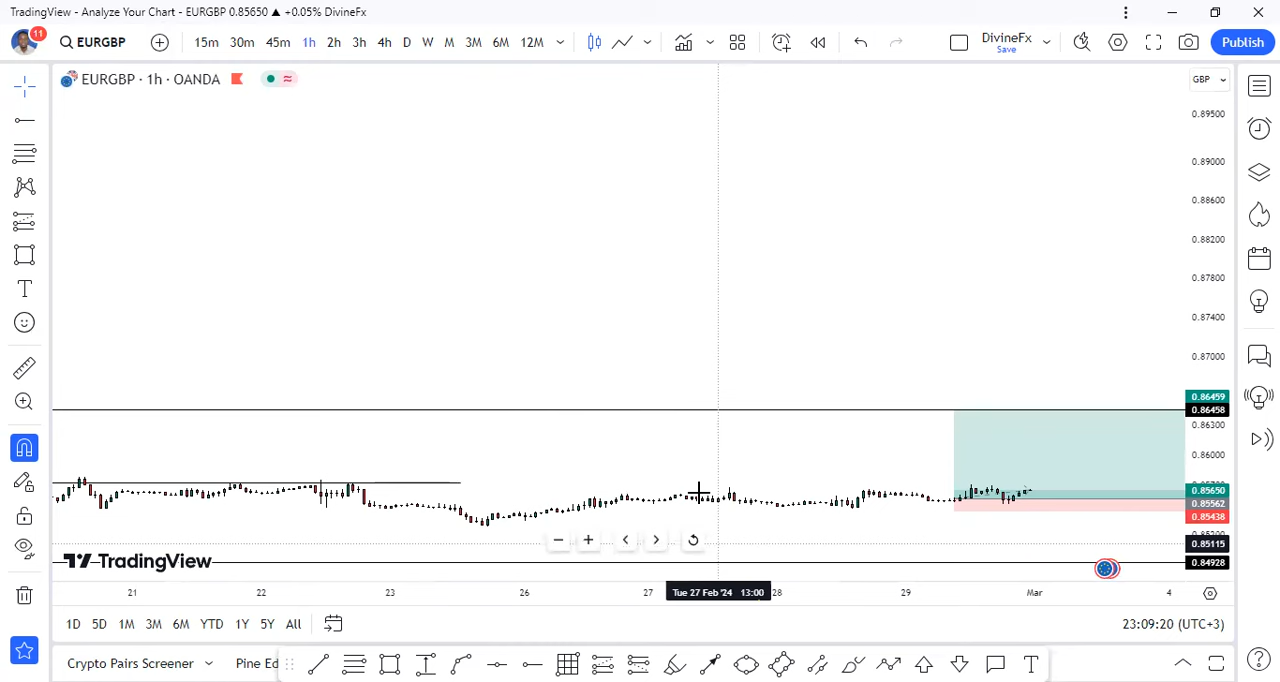 TradingView - Analyze Your Chart - EURGBP 0.85650 ▲ +0.05% DivineFx
11
EURGBP
15m 30m 45m 1h 2h 3h 4h D W M 3M 6M 12M
DivineFx
Save
Publish
EURGBP · 1h · OANDA
GBP
0.89500
0.89000
0.88600
0.88200
0.87800
0.87400
0.87000
0.86459
0.86458
0.86300
0.86000
0.85650
0.85562
0.85438
0.85115
0.84928
TradingView
21 22 23 26 27 Tue 27 Feb '24 13:00 28 29 Mar 4
1D 5D 1M 3M 6M YTD 1Y 5Y All
23:09:20 (UTC+3)
Crypto Pairs Screener
Pine Ed